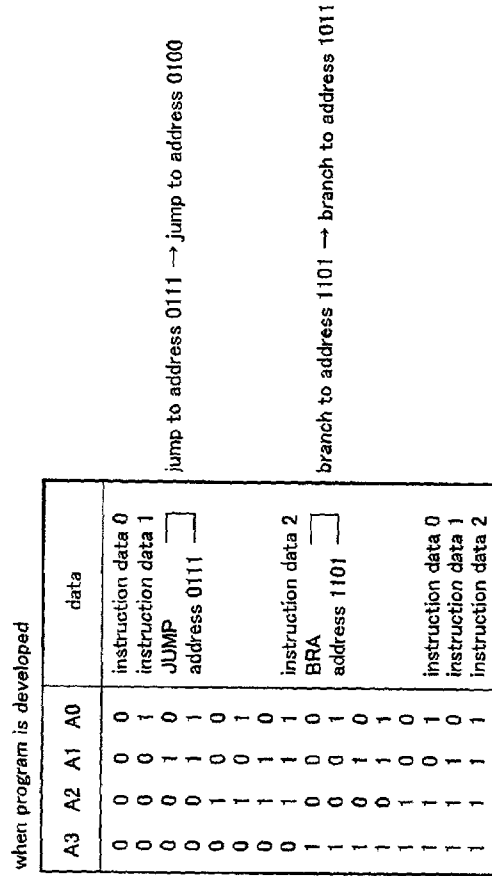 when program is developed
A3 A2 A1 A0 data
0 0 0 0 instruction data 0
0 0 0 1 instruction data 1
0 0 1 0 JUMP
jump to address 0111 → jump to address 0100
0 0 1 1 address 0111
0 1 0 0
0 1 0 1
0 1 1 0
0 1 1 1 instruction data 2
1 0 0 0 BRA
branch to address 1101 → branch to address 1011
1 0 0 1 address 1101
1 0 1 0
1 0 1 1
1 1 0 0
1 1 0 1 instruction data 0
1 1 1 0 instruction data 1
1 1 1 1 instruction data 2